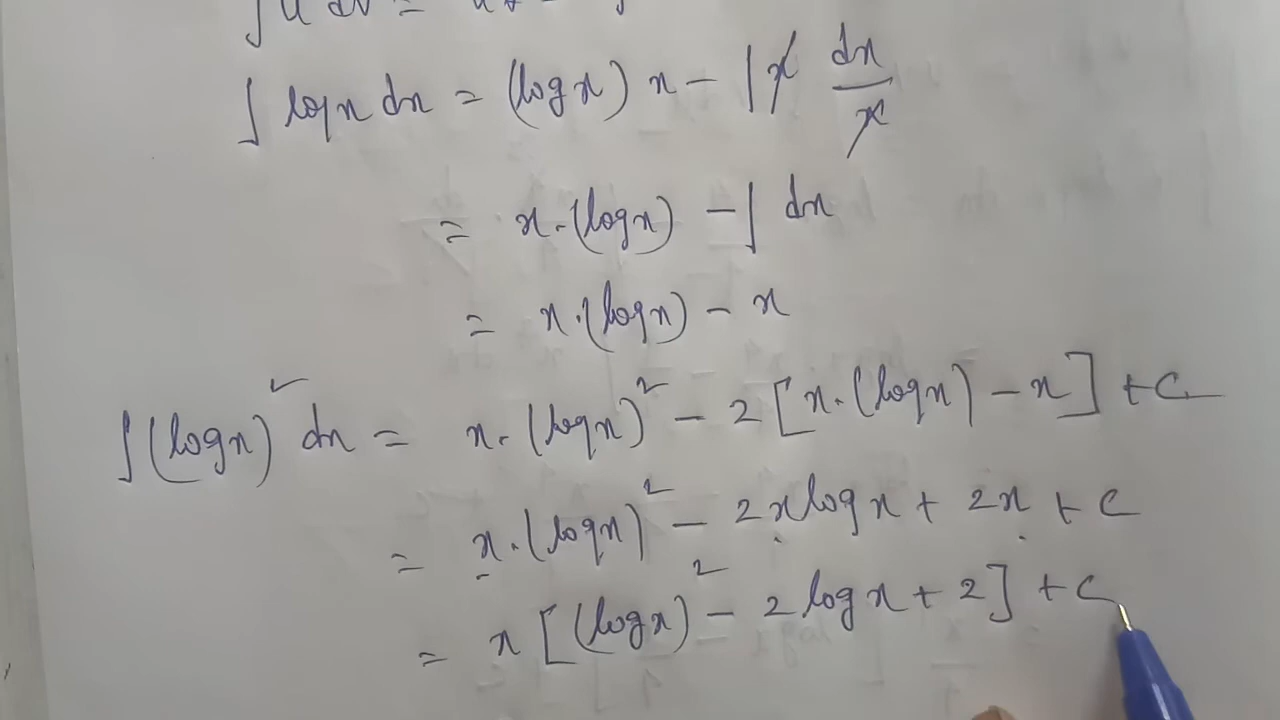 ∫ u dv =
∫ log x dx = (log x) x - ∫ x dx/x
= x.(log x) - ∫ dx
= x.(log x) - x
∫(log x)² dx = x.(log x)² - 2[x.(log x) - x] + c
= x.(log x)² - 2x log x + 2x + c
= x[(log x)² - 2 log x + 2] + c